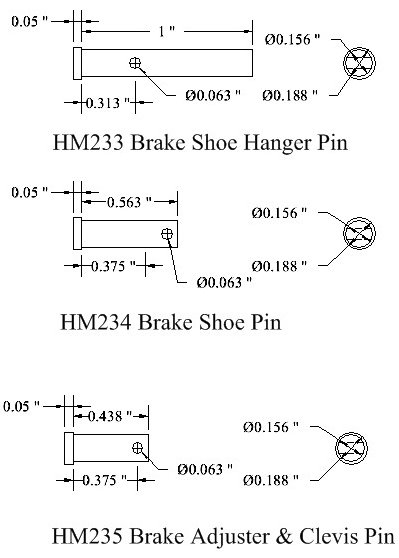 0.05 "
1 "
Ø0.156 "
0.313 "
Ø0.063 "
Ø0.188 "
HM233 Brake Shoe Hanger Pin
0.05 "
0.563 "
Ø0.156 "
0.375 "
Ø0.063 "
Ø0.188 "
HM234 Brake Shoe Pin
0.05 "
0.438 "
Ø0.156 "
0.375 "
Ø0.063 "
Ø0.188 "
HM235 Brake Adjuster & Clevis Pin